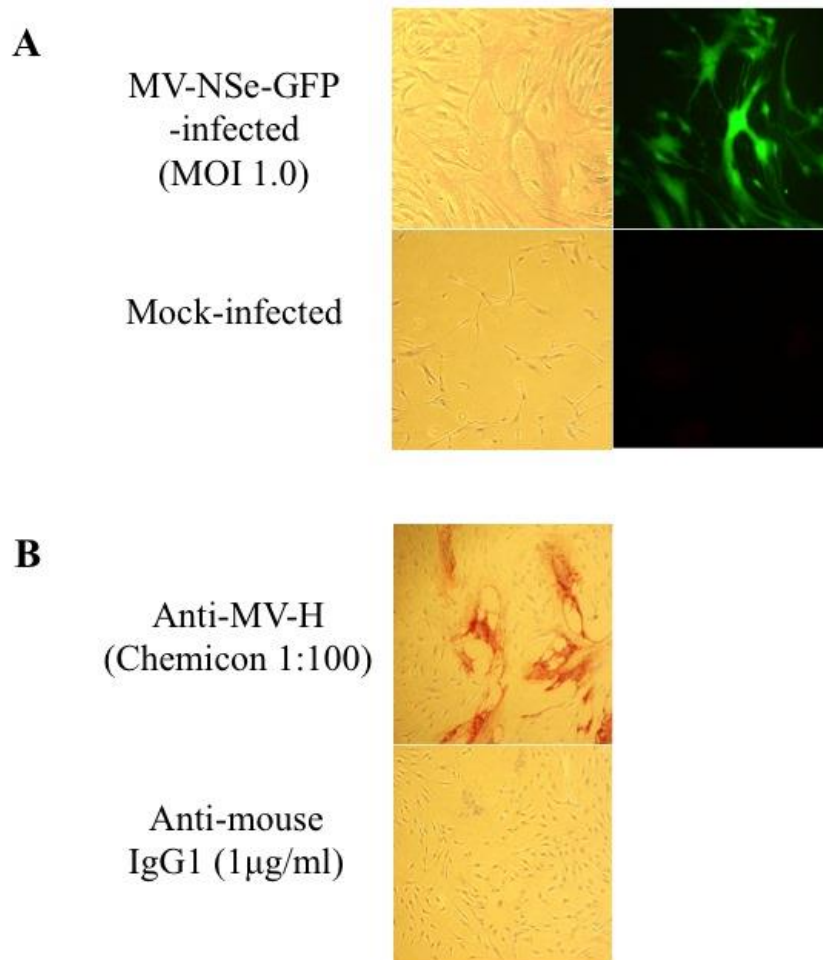 A
MV-NSe-GFP
-infected
(MOI 1.0)
Mock-infected
B
Anti-MV-H
(Chemicon 1:100)
Anti-mouse
IgG1 (1μg/ml)